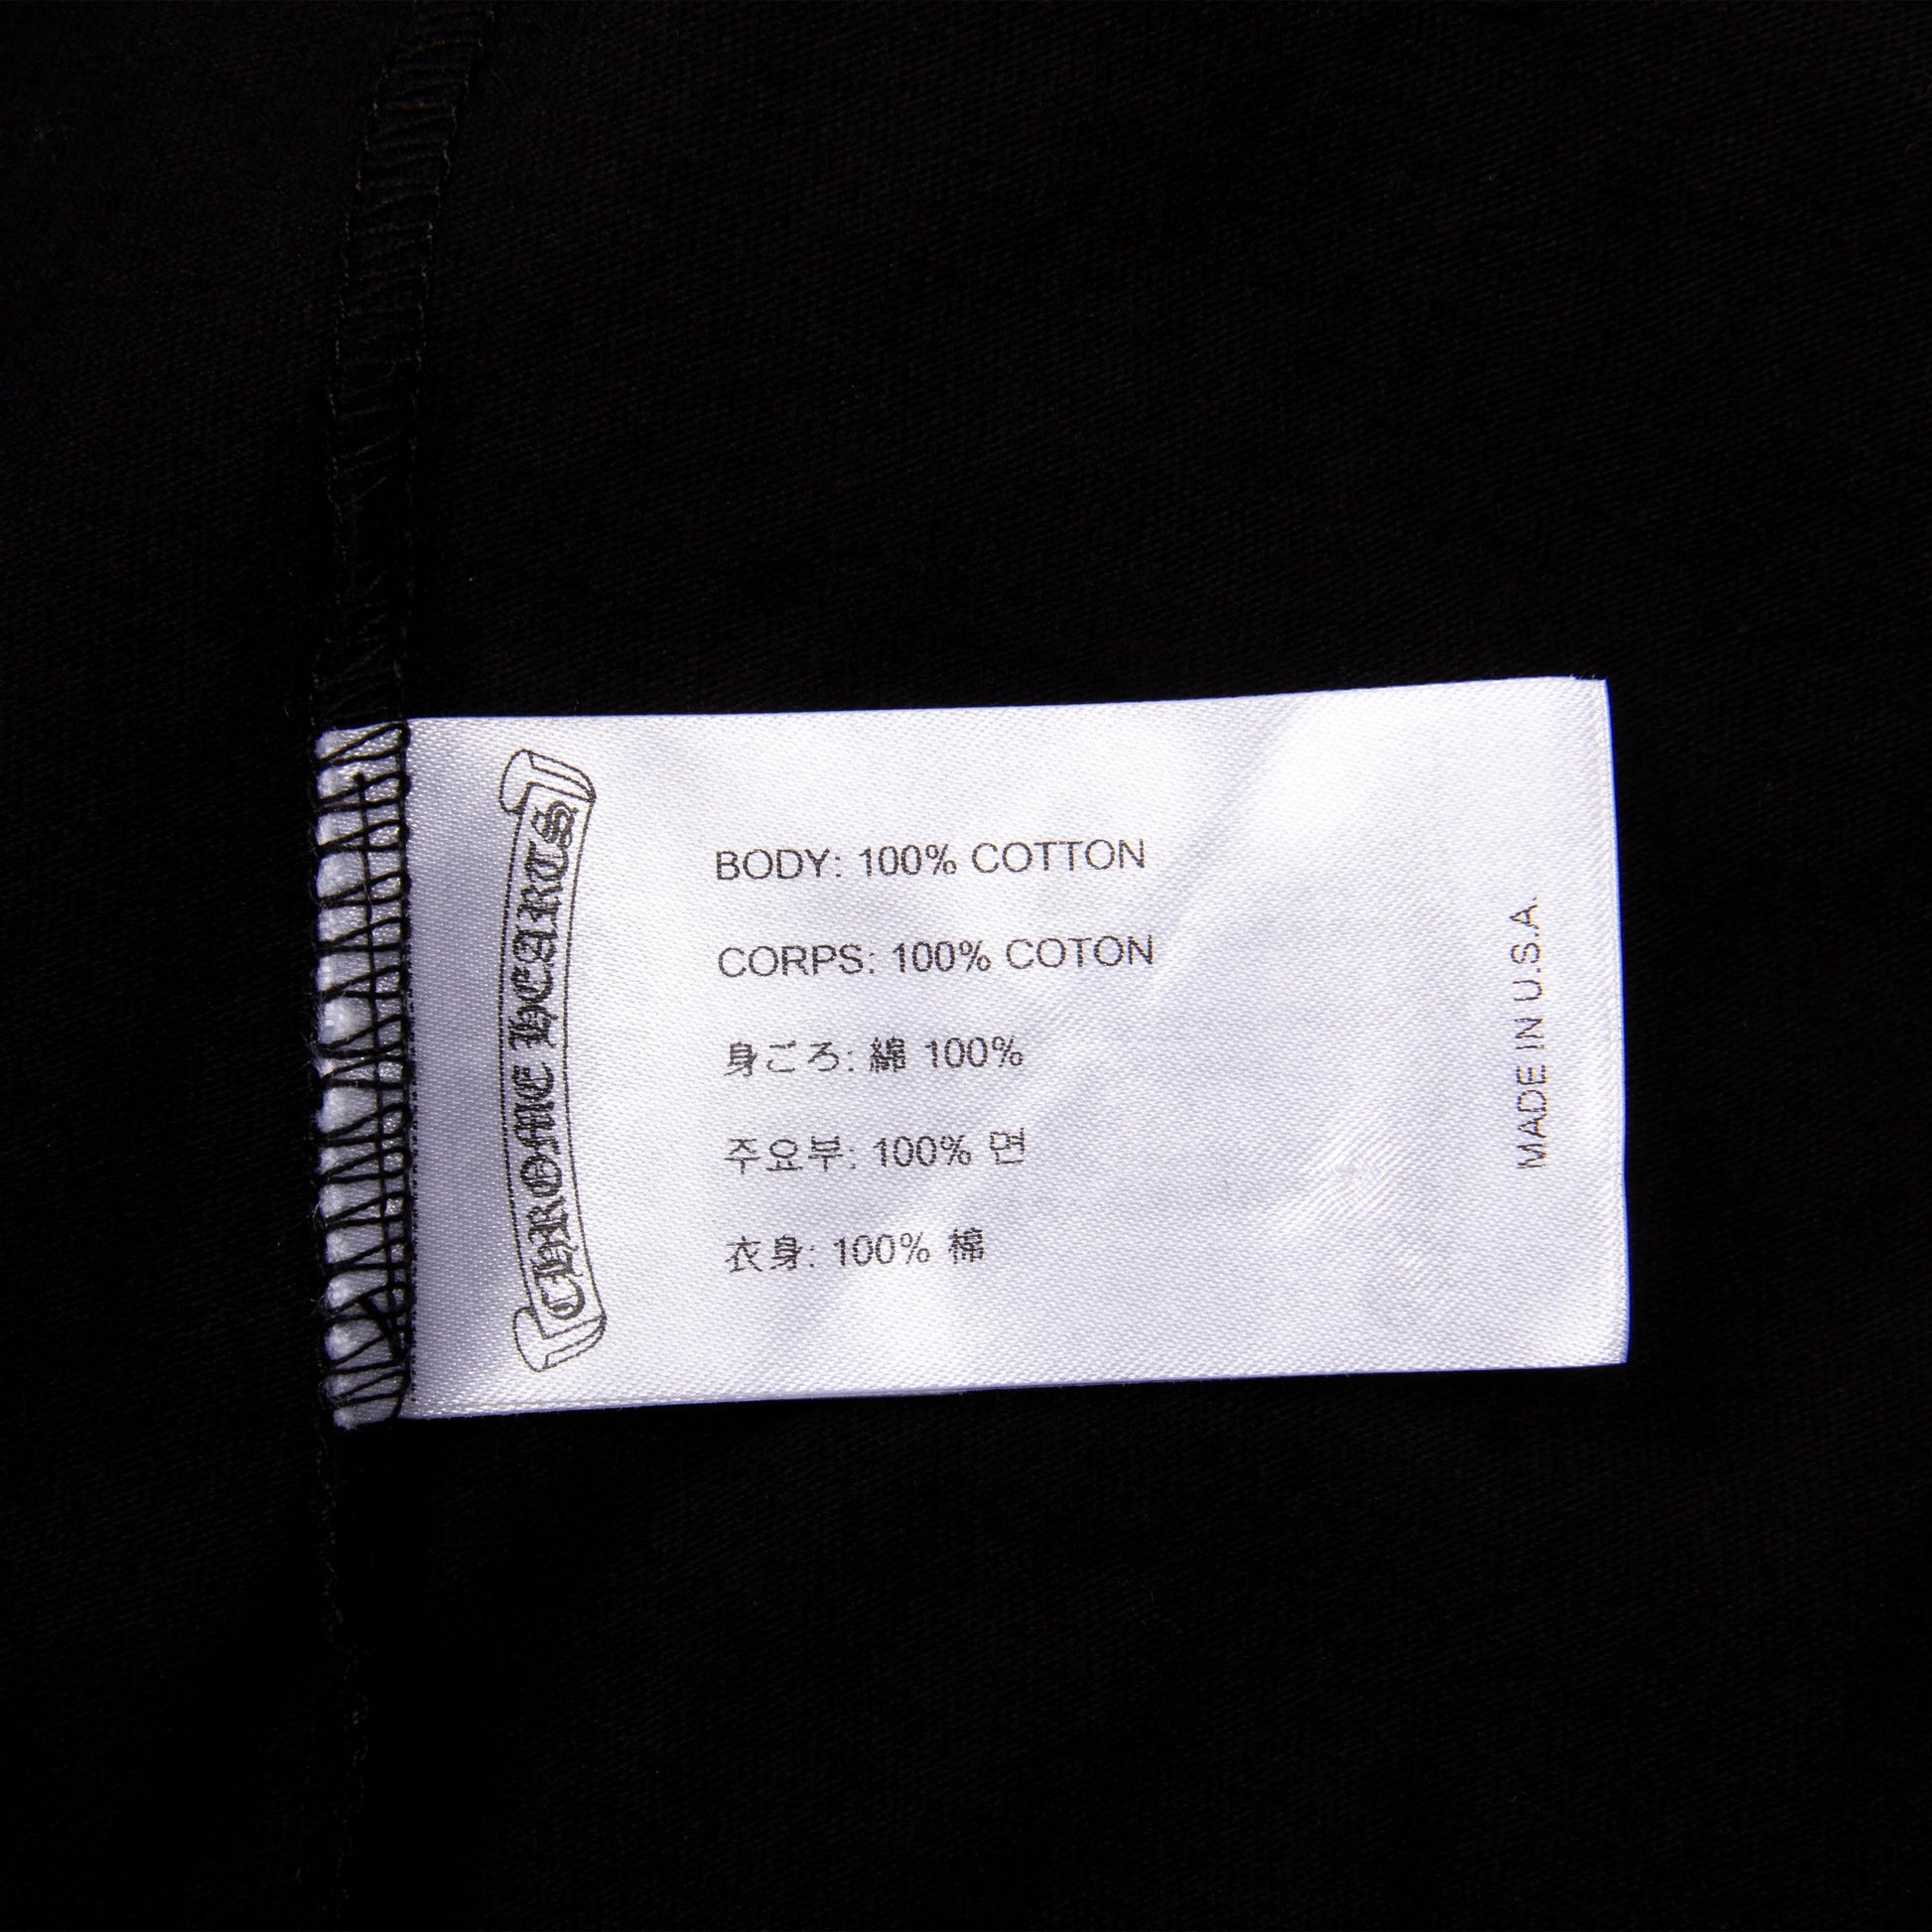 CHROME HEARTS
BODY: 100% COTTON
CORPS: 100% COTON
身ごろ: 綿 100%
주요부: 100% 면
衣身: 100% 棉
MADE IN U.S.A.